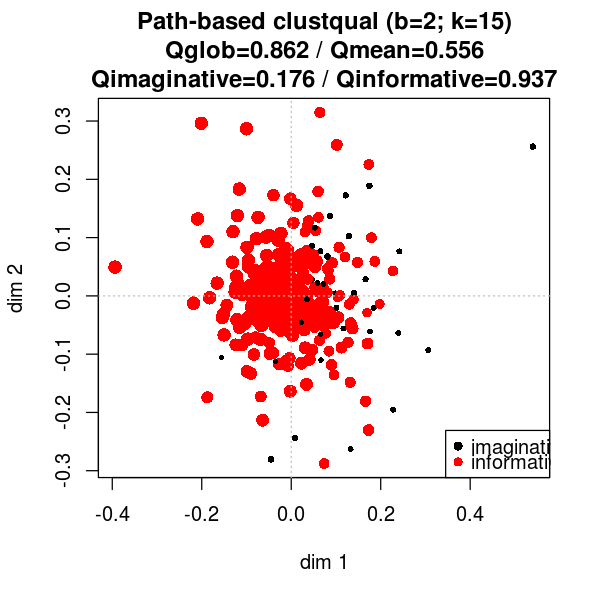 Path-based clustqual (b=2; k=15)
Qglob=0.862 / Qmean=0.556
Qimaginative=0.176 / Qinformative=0.937
0.3
0.2
0.1
0.0
-0.1
-0.2
-0.3
dim 2
imaginati
informati
-0.4
-0.2
0.0
0.2
0.4
dim 1